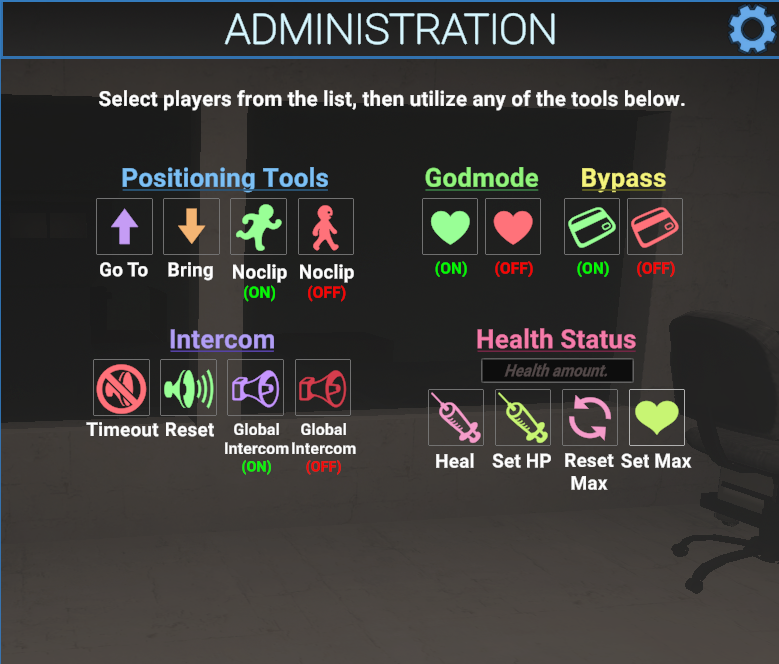 ADMINISTRATION
Select players from the list, then utilize any of the tools below.
Positioning Tools
Go To
Bring
Noclip
(ON)
Noclip
(OFF)
Godmode
(ON)
(OFF)
Bypass
(ON)
(OFF)
Intercom
Timeout
Reset
Global
Intercom
(ON)
Global
Intercom
(OFF)
Health Status
Health amount.
Heal
Set HP
Reset
Max
Set Max